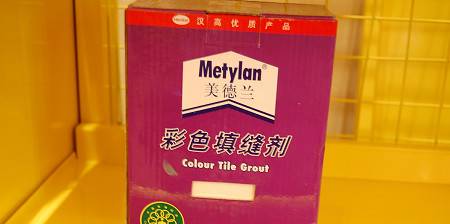 汉高优质产品
Metylan®
美德兰
彩色填缝剂
Colour Tile Grout